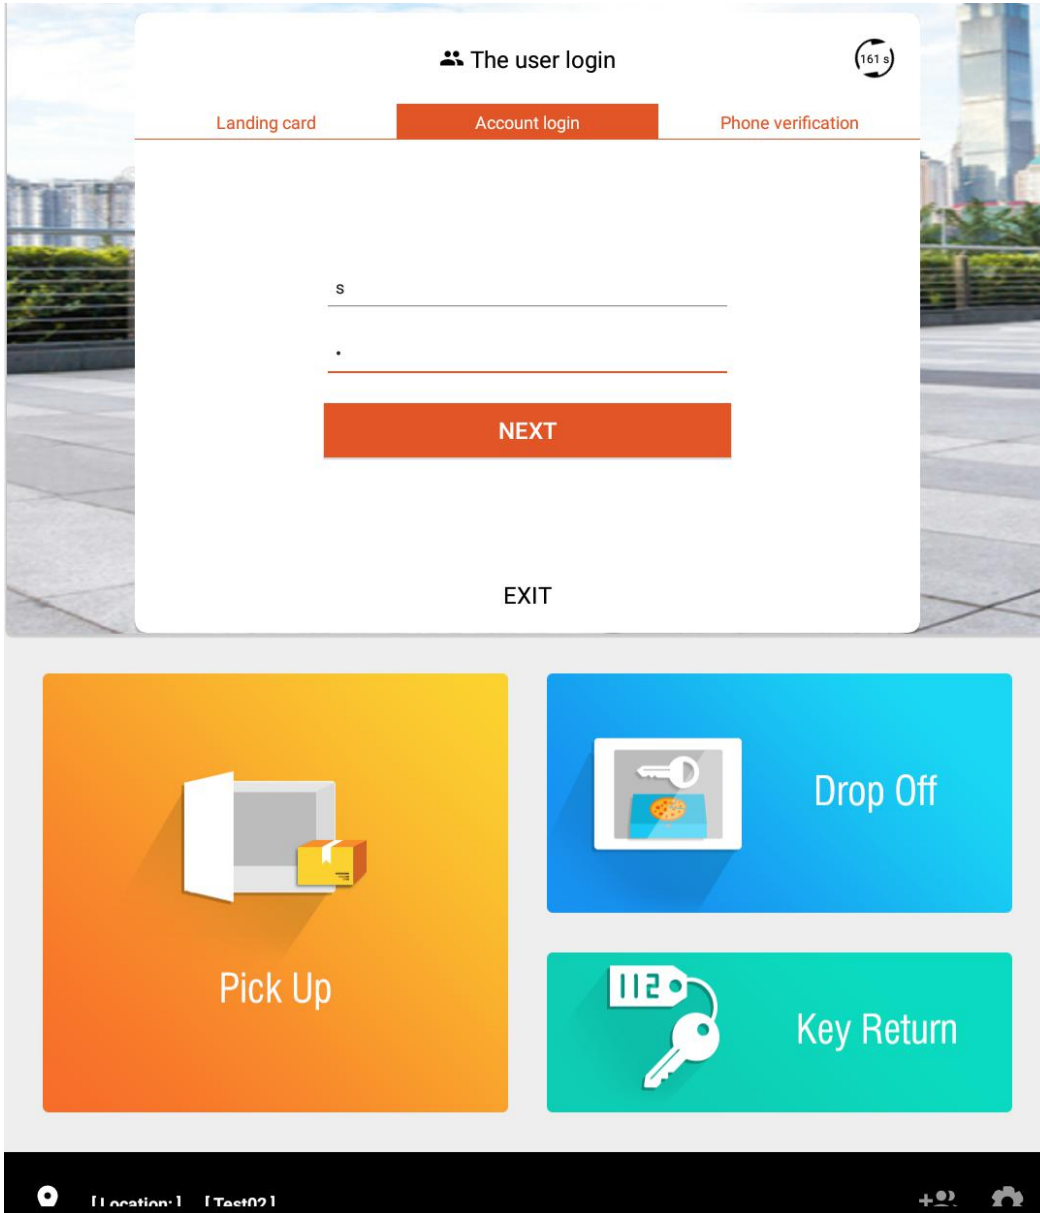 The user login
161 s
Landing card
Account login
Phone verification
s
NEXT
EXIT
Pick Up
Drop Off
112
Key Return
[Location:] [Test02]